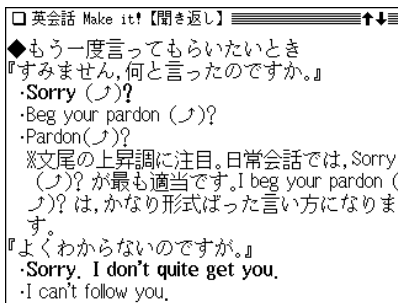 英会話 Make it!【聞き返し】
◆もう一度言ってもらいたいとき
『すみません,何と言ったのですか｡』
·Sorry (⤴)?
·Beg your pardon (⤴)?
·Pardon(⤴)?
※文尾の上昇調に注目｡日常会話では,Sorry
(⤴)? が最も適当です｡I beg your pardon (
⤴)? は,かなり形式ばった言い方になりま
す｡
『よくわからないのですが｡』
·Sorry. I don't quite get you.
·I can't follow you.